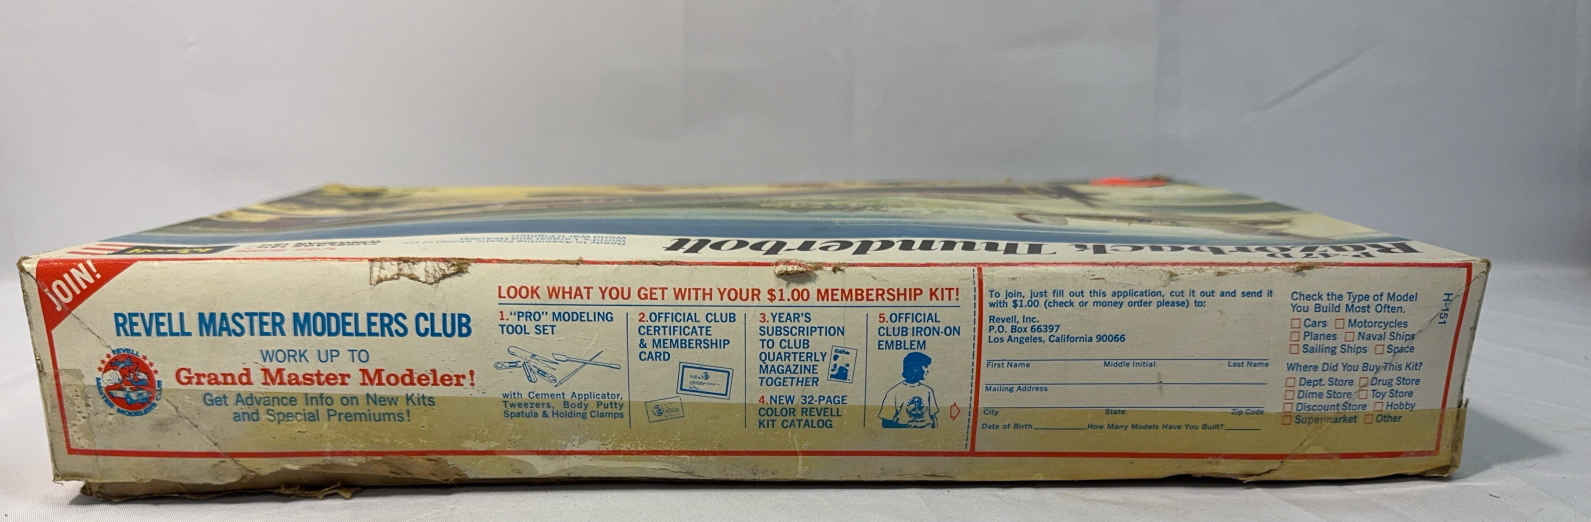 P-47D
Razorback Thunderbolt
JOIN!
REVELL MASTER MODELERS CLUB
REVELL
MASTER MODELERS CLUB
WORK UP TO
Grand Master Modeler!
Get Advance Info on New Kits
and Special Premiums!
LOOK WHAT YOU GET WITH YOUR $1.00 MEMBERSHIP KIT!
1."PRO" MODELING
TOOL SET
with Cement Applicator,
Tweezers, Body Putty
Spatula & Holding Clamps
2.OFFICIAL CLUB
CERTIFICATE
& MEMBERSHIP
CARD
3.YEAR'S
SUBSCRIPTION
TO CLUB
QUARTERLY
MAGAZINE
TOGETHER
4.NEW 32-PAGE
COLOR REVELL
KIT CATALOG
5.OFFICIAL
CLUB IRON-ON
EMBLEM
To join, just fill out this application, cut it out and send it
with $1.00 (check or money order please) to:
Revell, Inc.
P.O. Box 66397
Los Angeles, California 90066
First Name Middle Initial Last Name
Mailing Address
City State Zip Code
Date of Birth How Many Models Have You Built?
Check the Type of Model
You Build Most Often.
Cars Motorcycles
Planes Naval Ships
Sailing Ships Space
Where Did You Buy This Kit?
Dept. Store Drug Store
Dime Store Toy Store
Discount Store Hobby
Supermarket Other
H-151